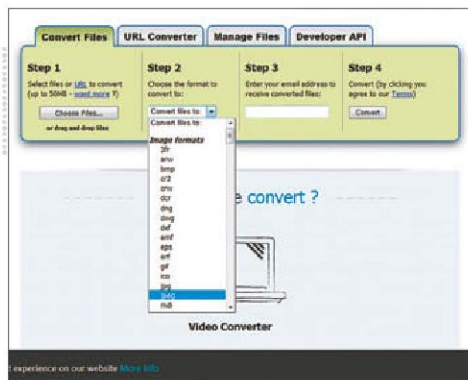 Convert Files
URL Converter
Manage Files
Developer API
Step 1
Select files or URL to convert
(up to 50MB - want more ?)
Choose Files...
or drag and drop files
Step 2
Choose the format to
convert to:
Convert files to:
Convert files to:
Image formats
3fr
arw
bmp
cr2
crw
dcr
dng
dwg
dxf
emf
eps
erf
gif
ico
jpg
jpeg
mdi
Step 3
Enter your email address to
receive converted files:
Step 4
Convert (by clicking you
agree to our Terms)
Convert
e convert ?
Video Converter
t experience on our website More Info